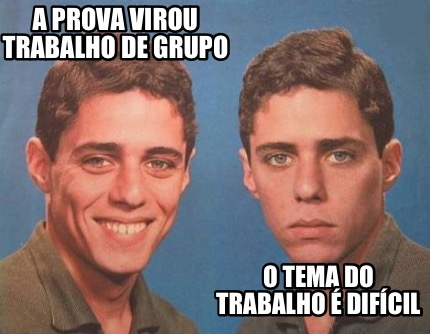 A PROVA VIROU
TRABALHO DE GRUPO
O TEMA DO
TRABALHO É DIFÍCIL